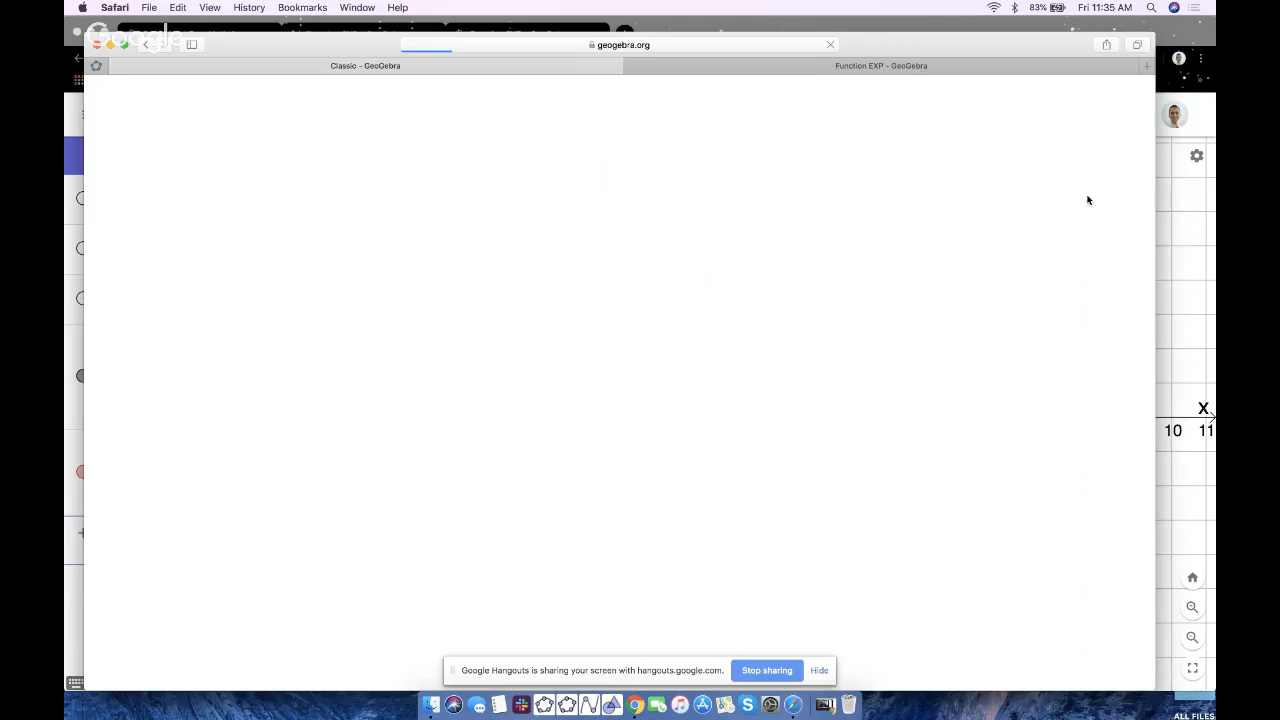 Safari File Edit View History Bookmarks Window Help
83% Fri 11:35 AM
Google
geogebra.org
Classic - GeoGebra
Function EXP - GeoGebra
X
10 11
Google Hangouts is sharing your screen with hangouts.google.com. Stop sharing Hide
ALL FILES